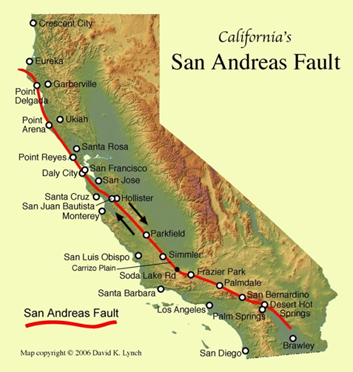 California's
San Andreas Fault
Crescent City
Eureka
Garberville
Point
Delgada
Point
Arena
Ukiah
Santa Rosa
Point Reyes
San Francisco
Daly City
San Jose
Santa Cruz
Hollister
San Juan Bautista
Monterey
Parkfield
San Luis Obispo
Simmler
Carrizo Plain
Soda Lake Rd
Frazier Park
Santa Barbara
Palmdale
San Bernardino
Los Angeles
Desert Hot
Springs
Palm Springs
San Andreas Fault
Brawley
San Diego
Map copyright © 2006 David K. Lynch